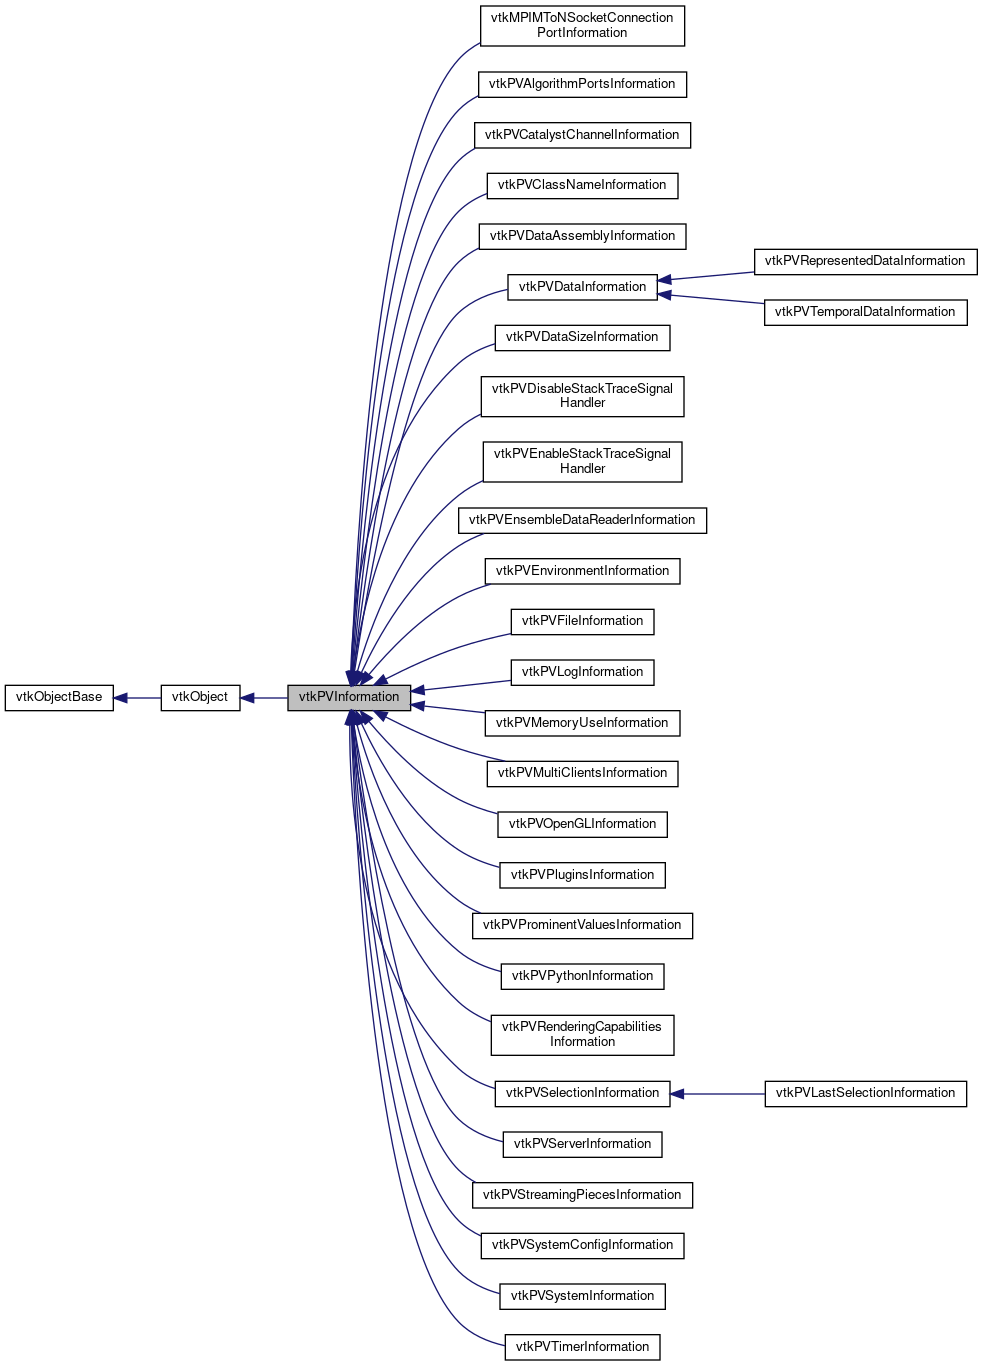 vtkMPIMToNSocketConnection
PortInformation
vtkPVAlgorithmPortsInformation
vtkPVCatalystChannelInformation
vtkPVClassNameInformation
vtkPVDataAssemblyInformation
vtkPVDataInformation
vtkPVRepresentedDataInformation
vtkPVTemporalDataInformation
vtkPVDataSizeInformation
vtkPVDisableStackTraceSignal
Handler
vtkPVEnableStackTraceSignal
Handler
vtkPVEnsembleDataReaderInformation
vtkPVEnvironmentInformation
vtkPVFileInformation
vtkPVLogInformation
vtkObjectBase
vtkObject
vtkPVInformation
vtkPVMemoryUseInformation
vtkPVMultiClientsInformation
vtkPVOpenGLInformation
vtkPVPluginsInformation
vtkPVProminentValuesInformation
vtkPVPythonInformation
vtkPVRenderingCapabilities
Information
vtkPVSelectionInformation
vtkPVLastSelectionInformation
vtkPVServerInformation
vtkPVStreamingPiecesInformation
vtkPVSystemConfigInformation
vtkPVSystemInformation
vtkPVTimerInformation